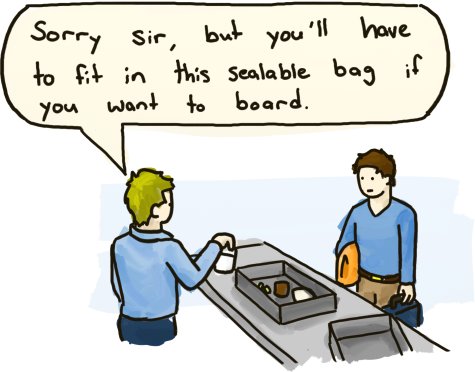 Sorry sir, but you'll have
to fit in this sealable bag if
you want to board.